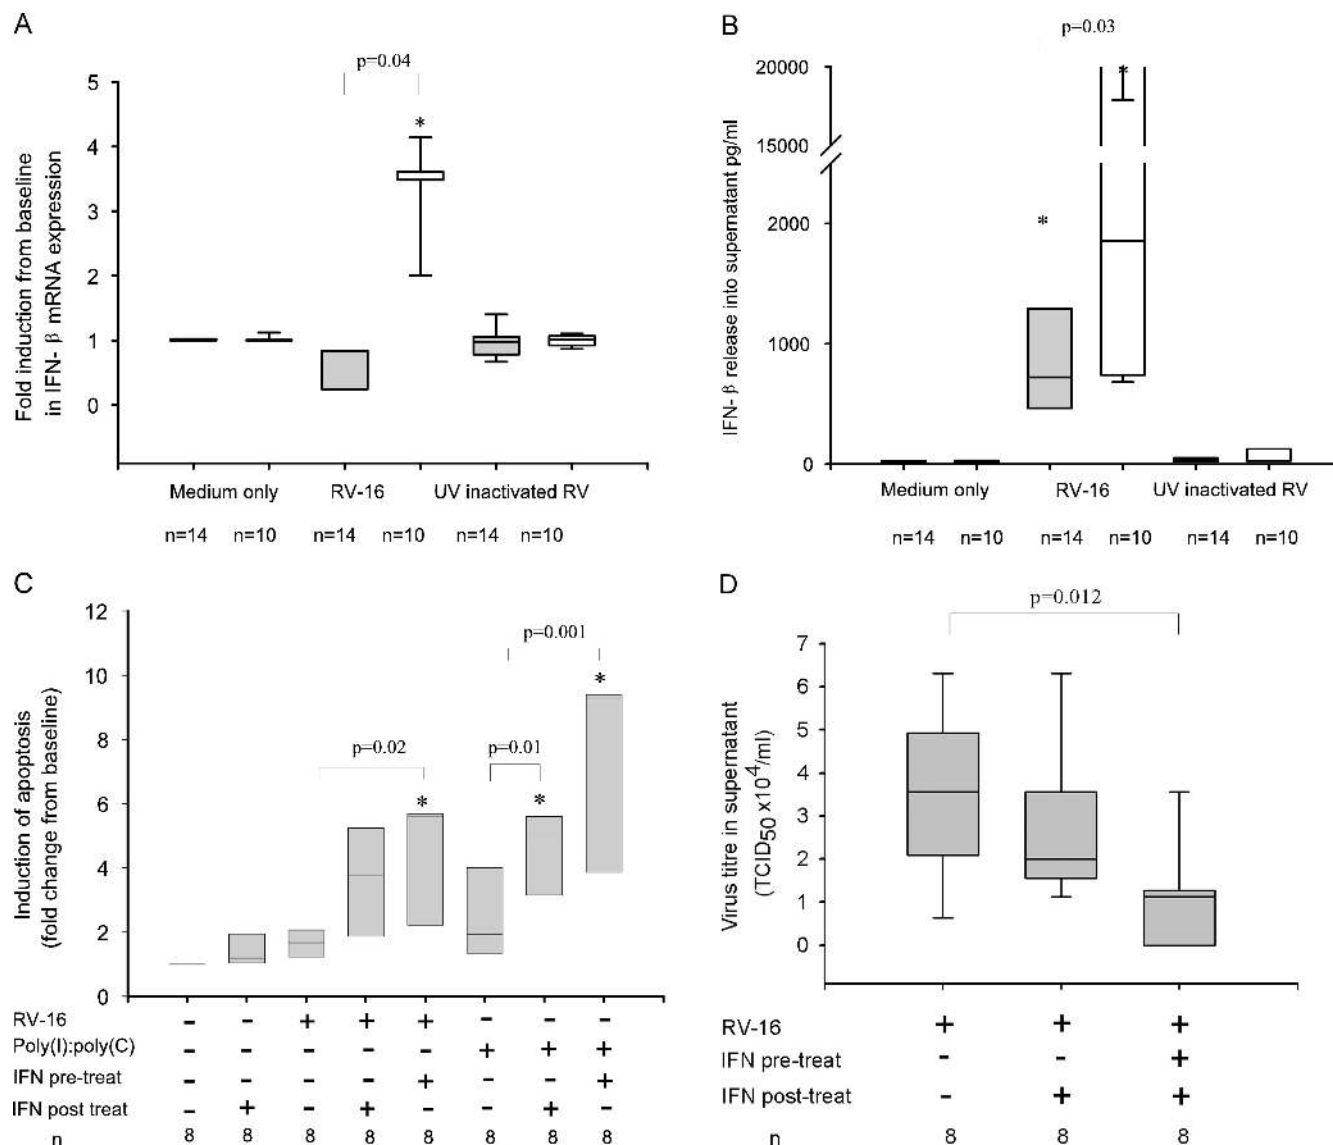 A
p=0.04
Fold induction from baseline
in IFN- β mRNA expression
5
4
3
2
1
0
*
Medium only RV-16 UV inactivated RV
n=14 n=10 n=14 n=10 n=14 n=10
B
p=0.03
IFN- β release into supernatant pg/ml
20000
15000
2000
1000
0
*
*
Medium only RV-16 UV inactivated RV
n=14 n=10 n=14 n=10 n=14 n=10
C
Induction of apoptosis
(fold change from baseline)
12
10
8
6
4
2
0
p=0.02
p=0.01
p=0.001
*
*
*
RV-16 - - + + + - - -
Poly(I):poly(C) - - - - - + + +
IFN pre-treat - - - - + - - +
IFN post treat - + - + - - + -
n 8 8 8 8 8 8 8 8
D
p=0.012
Virus titre in supernatant
(TCID50 x10^4/ml)
7
6
5
4
3
2
1
0
RV-16 + + +
IFN pre-treat - - +
IFN post-treat - + +
n 8 8 8